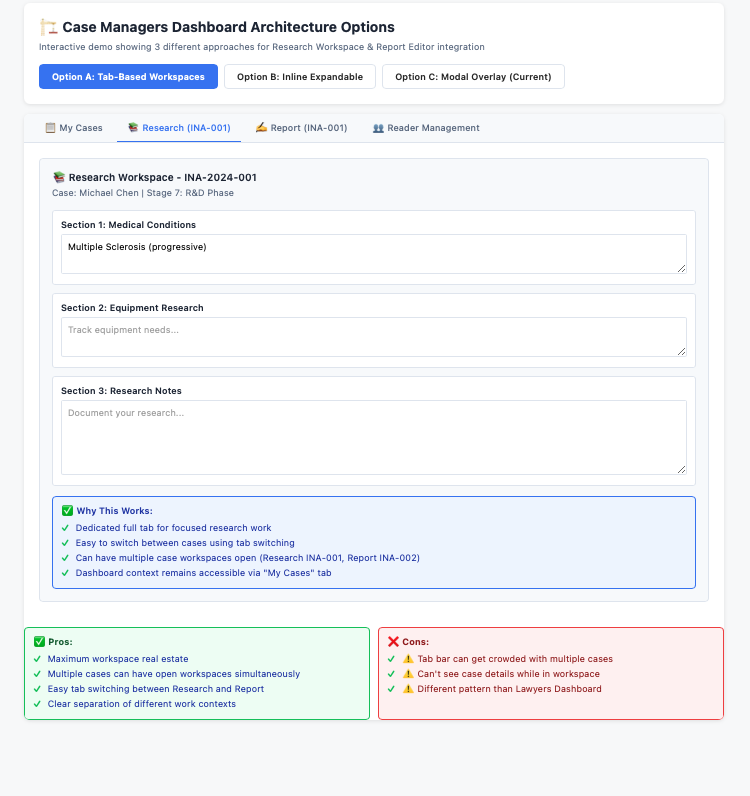 🏗️ Case Managers Dashboard Architecture Options
Interactive demo showing 3 different approaches for Research Workspace & Report Editor integration
Option A: Tab-Based Workspaces
Option B: Inline Expandable
Option C: Modal Overlay (Current)
📋 My Cases
📚 Research (INA-001)
✍️ Report (INA-001)
👥 Reader Management
📚 Research Workspace - INA-2024-001
Case: Michael Chen | Stage 7: R&D Phase
Section 1: Medical Conditions
Multiple Sclerosis (progressive)
Section 2: Equipment Research
Track equipment needs...
Section 3: Research Notes
Document your research...
✅ Why This Works:
✓ Dedicated full tab for focused research work
✓ Easy to switch between cases using tab switching
✓ Can have multiple case workspaces open (Research INA-001, Report INA-002)
✓ Dashboard context remains accessible via "My Cases" tab
✅ Pros:
✓ Maximum workspace real estate
✓ Multiple cases can have open workspaces simultaneously
✓ Easy tab switching between Research and Report
✓ Clear separation of different work contexts
❌ Cons:
✓ ⚠️ Tab bar can get crowded with multiple cases
✓ ⚠️ Can't see case details while in workspace
✓ ⚠️ Different pattern than Lawyers Dashboard